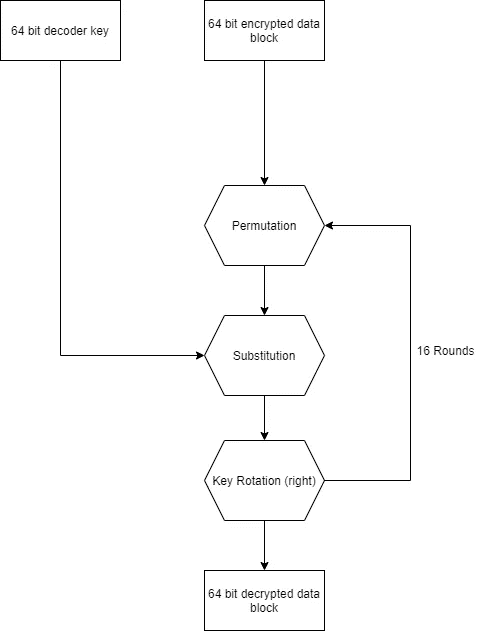 64 bit decoder key
64 bit encrypted data
block
Permutation
Substitution
16 Rounds
Key Rotation (right)
64 bit decrypted data
block